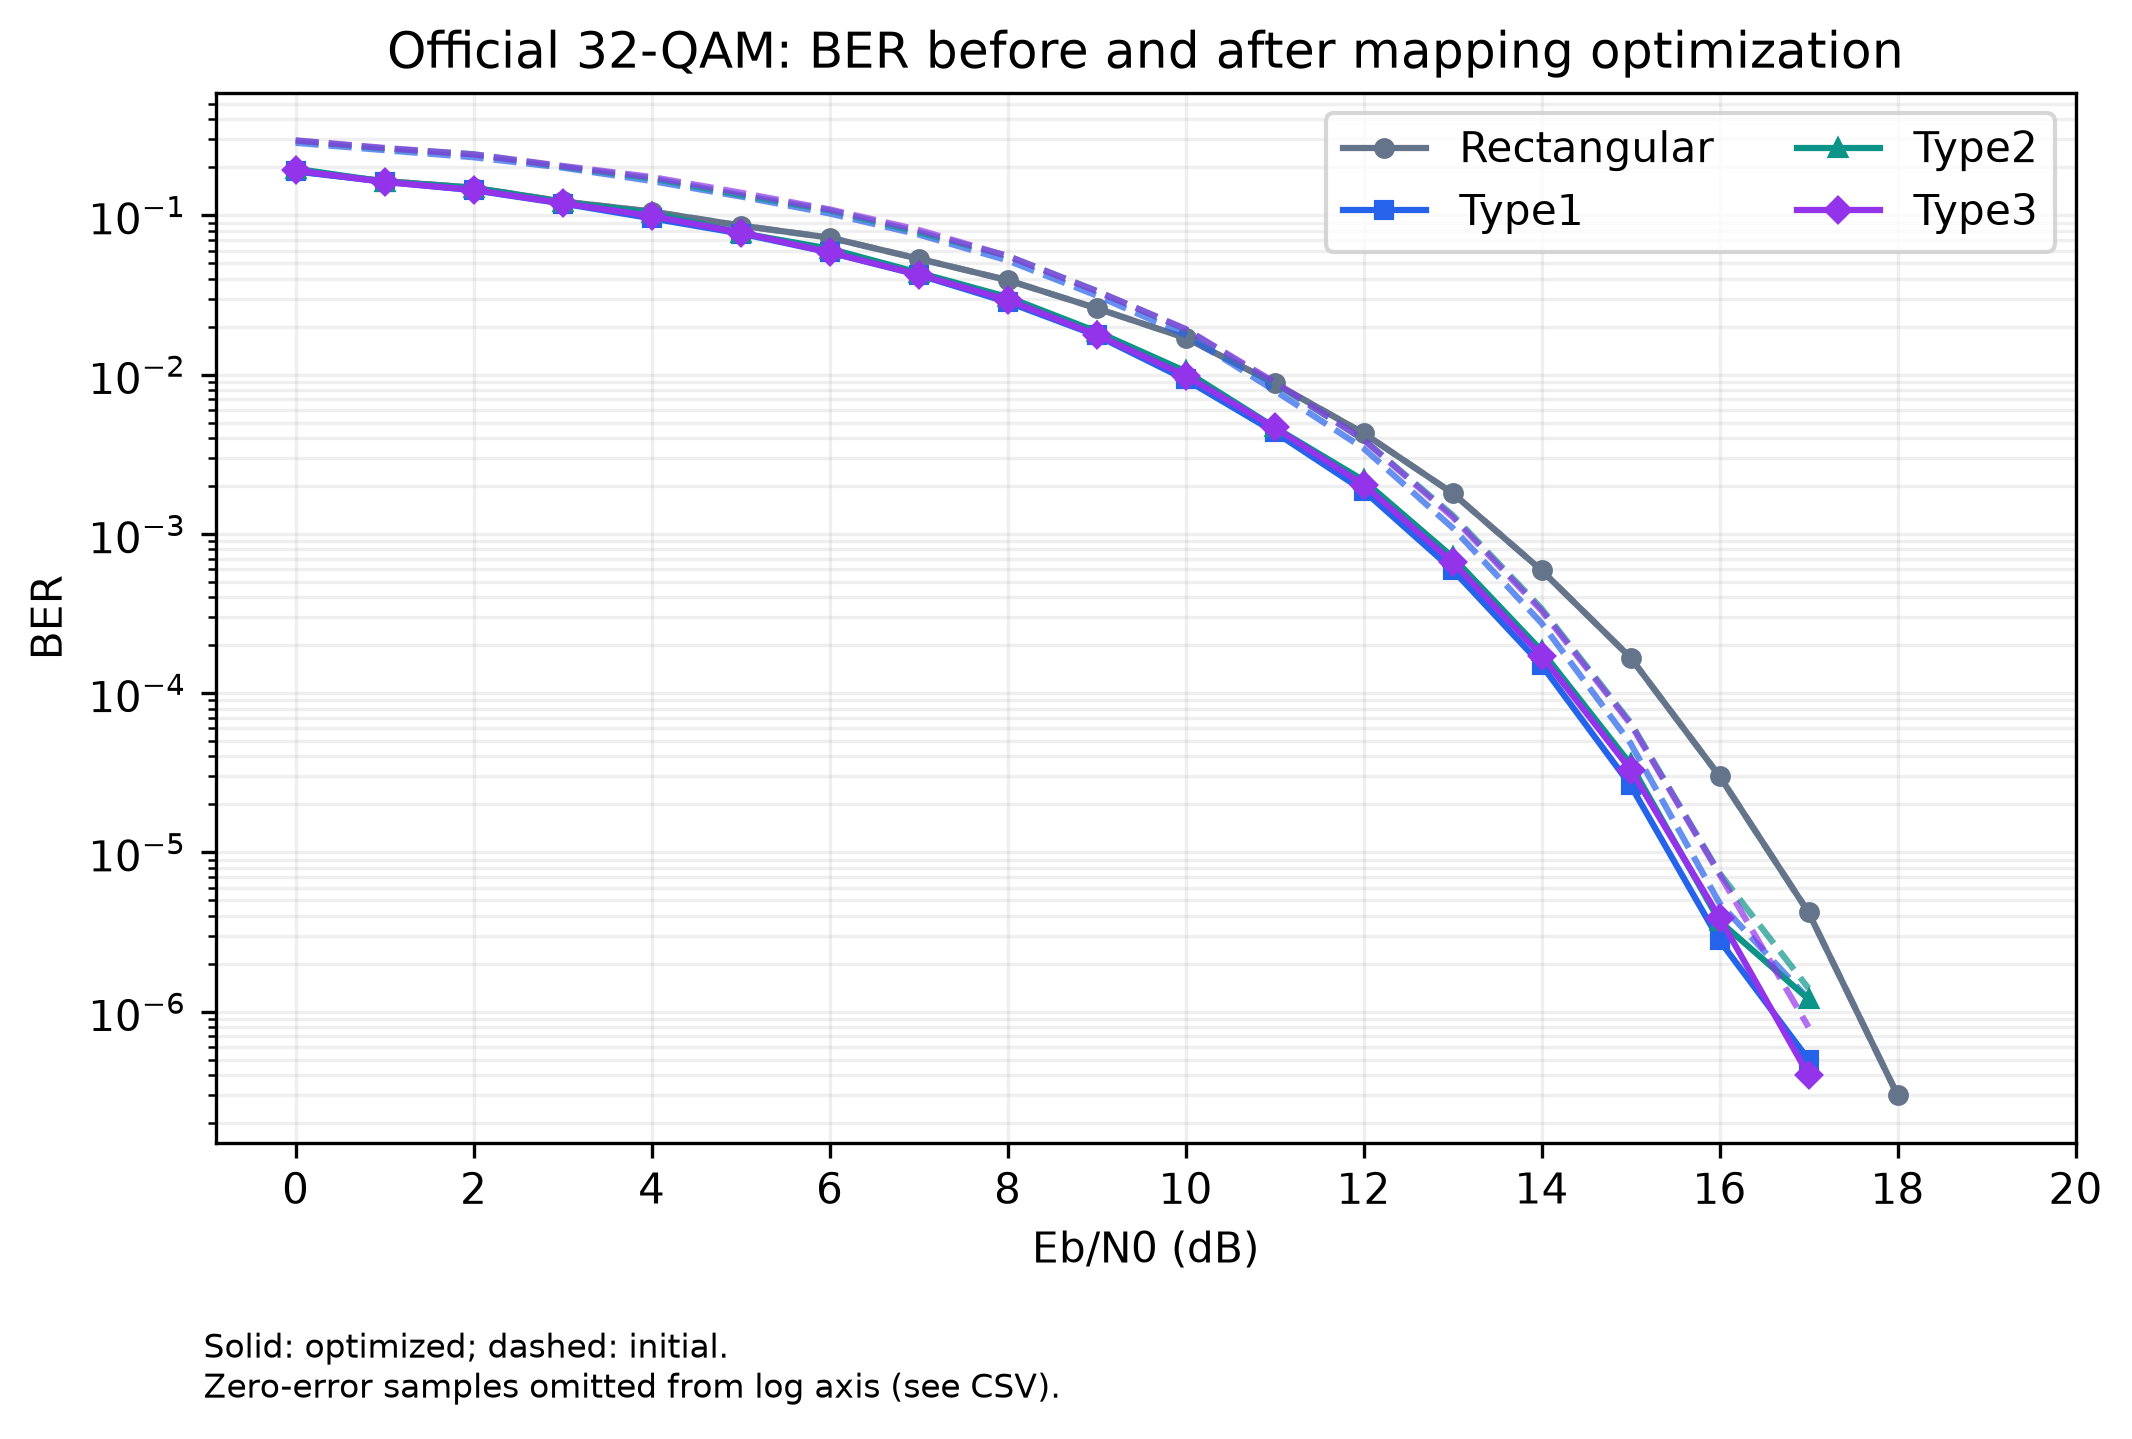 Official 32-QAM: BER before and after mapping optimization
Rectangular
Type1
Type2
Type3
BER
10⁻¹
10⁻²
10⁻³
10⁻⁴
10⁻⁵
10⁻⁶
0 2 4 6 8 10 12 14 16 18 20
Eb/N0 (dB)
Solid: optimized; dashed: initial.
Zero-error samples omitted from log axis (see CSV).